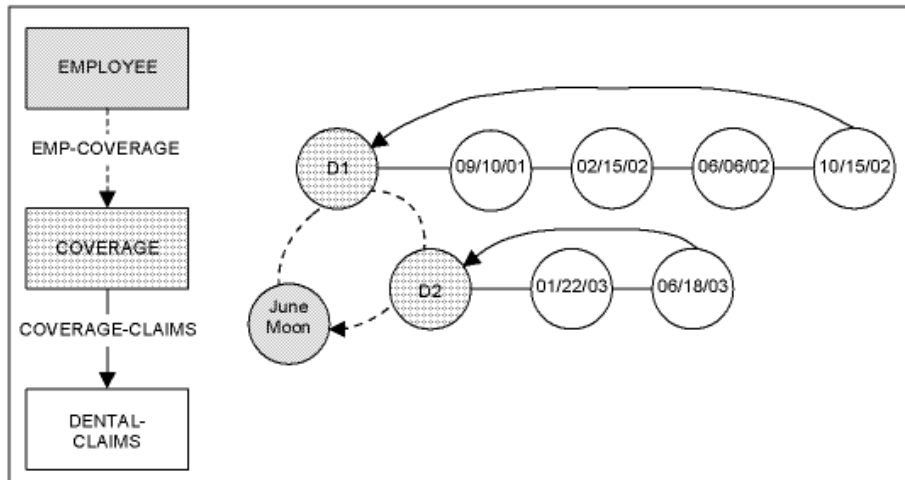 EMPLOYEE
EMP-COVERAGE
COVERAGE
COVERAGE-CLAIMS
DENTAL-
CLAIMS
D1
09/10/01
02/15/02
06/06/02
10/15/02
D2
01/22/03
06/18/03
June
Moon